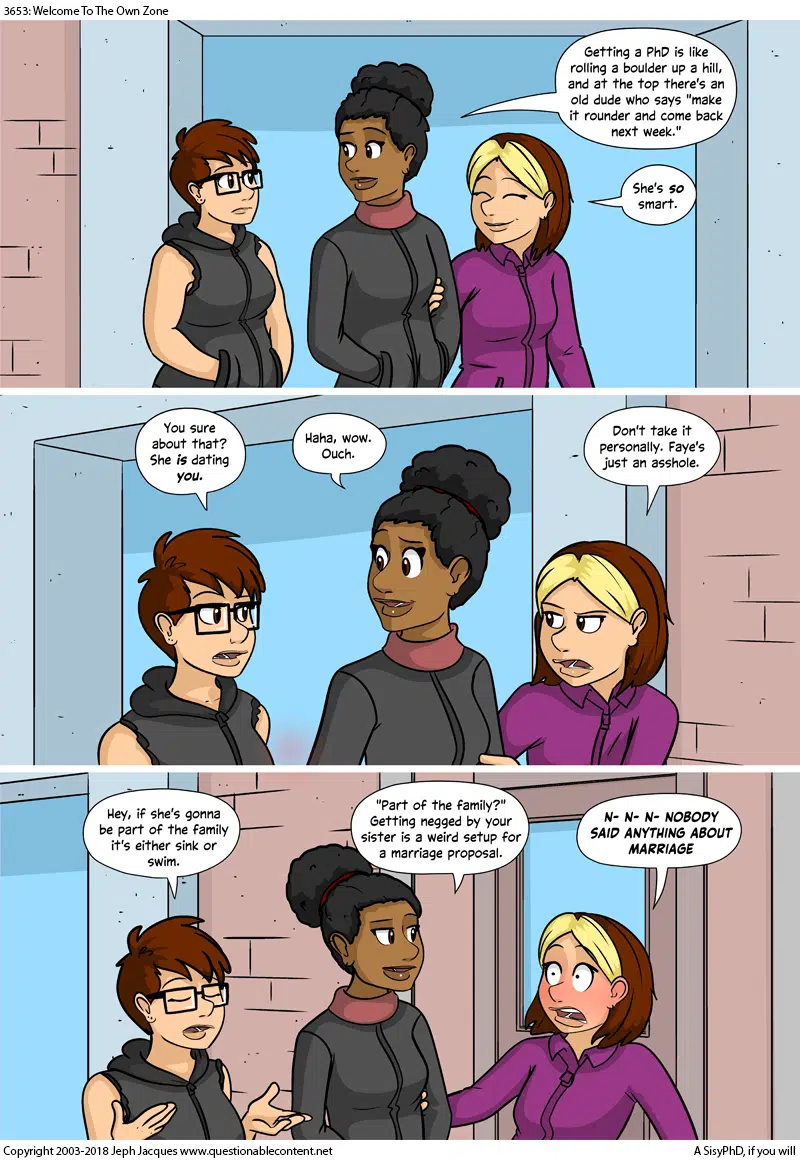 3653: Welcome To The Own Zone
Getting a PhD is like
rolling a boulder up a hill,
and at the top there's an
old dude who says "make
it rounder and come back
next week."
She's so
smart.
You sure
about that?
She is dating
you.
Haha, wow.
Ouch.
Don't take it
personally. Faye's
just an asshole.
Hey, if she's gonna
be part of the family
it's either sink or
swim.
"Part of the family?"
Getting negged by your
sister is a weird setup for
a marriage proposal.
N- N- N- NOBODY
SAID ANYTHING ABOUT
MARRIAGE
Copyright 2003-2018 Jeph Jacques www.questionablecontent.net
A SisyPhD, if you will